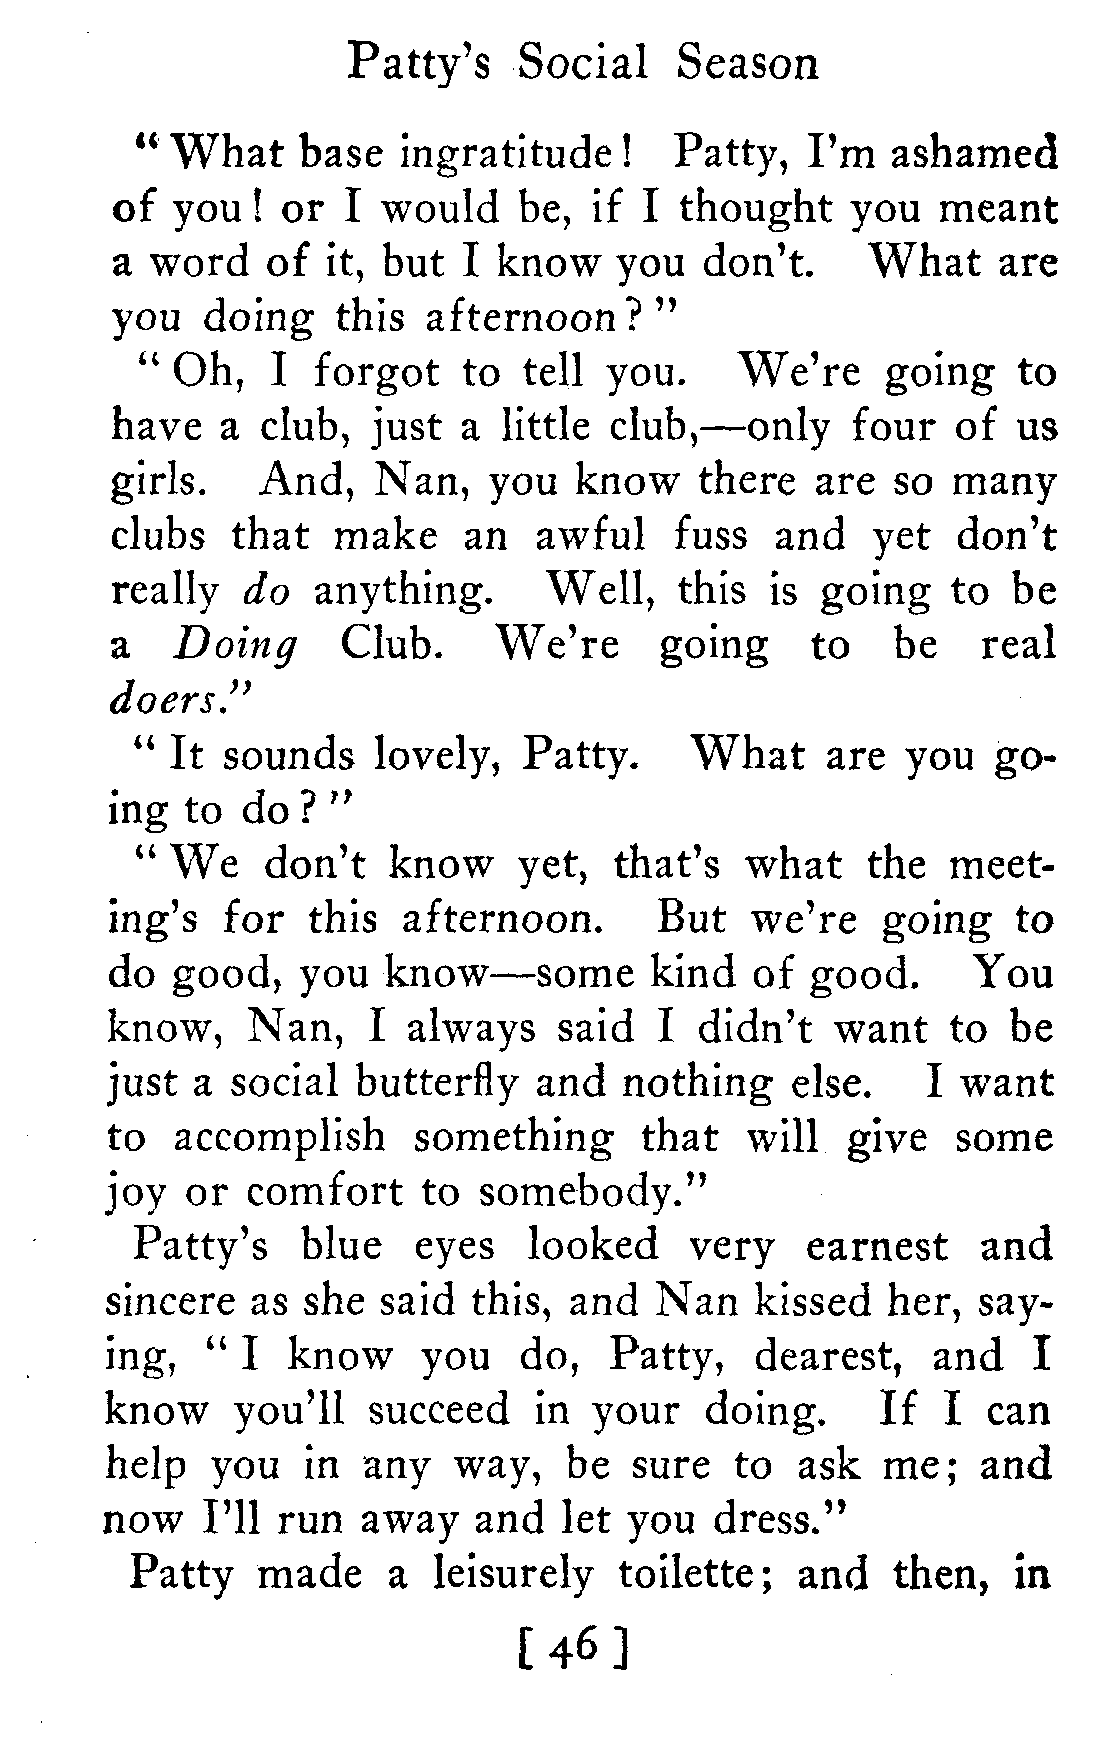 Patty's Social Season
" What base ingratitude ! Patty, I'm ashamed
of you ! or I would be, if I thought you meant
a word of it, but I know you don't. What are
you doing this afternoon ? "
" Oh, I forgot to tell you. We're going to
have a club, just a little club,—only four of us
girls. And, Nan, you know there are so many
clubs that make an awful fuss and yet don't
really do anything. Well, this is going to be
a Doing Club. We're going to be real
doers."
" It sounds lovely, Patty. What are you go-
ing to do ? "
" We don't know yet, that's what the meet-
ing's for this afternoon. But we're going to
do good, you know—some kind of good. You
know, Nan, I always said I didn't want to be
just a social butterfly and nothing else. I want
to accomplish something that will give some
joy or comfort to somebody."
Patty's blue eyes looked very earnest and
sincere as she said this, and Nan kissed her, say-
ing, " I know you do, Patty, dearest, and I
know you'll succeed in your doing. If I can
help you in any way, be sure to ask me; and
now I'll run away and let you dress."
Patty made a leisurely toilette; and then, in
[ 46 ]